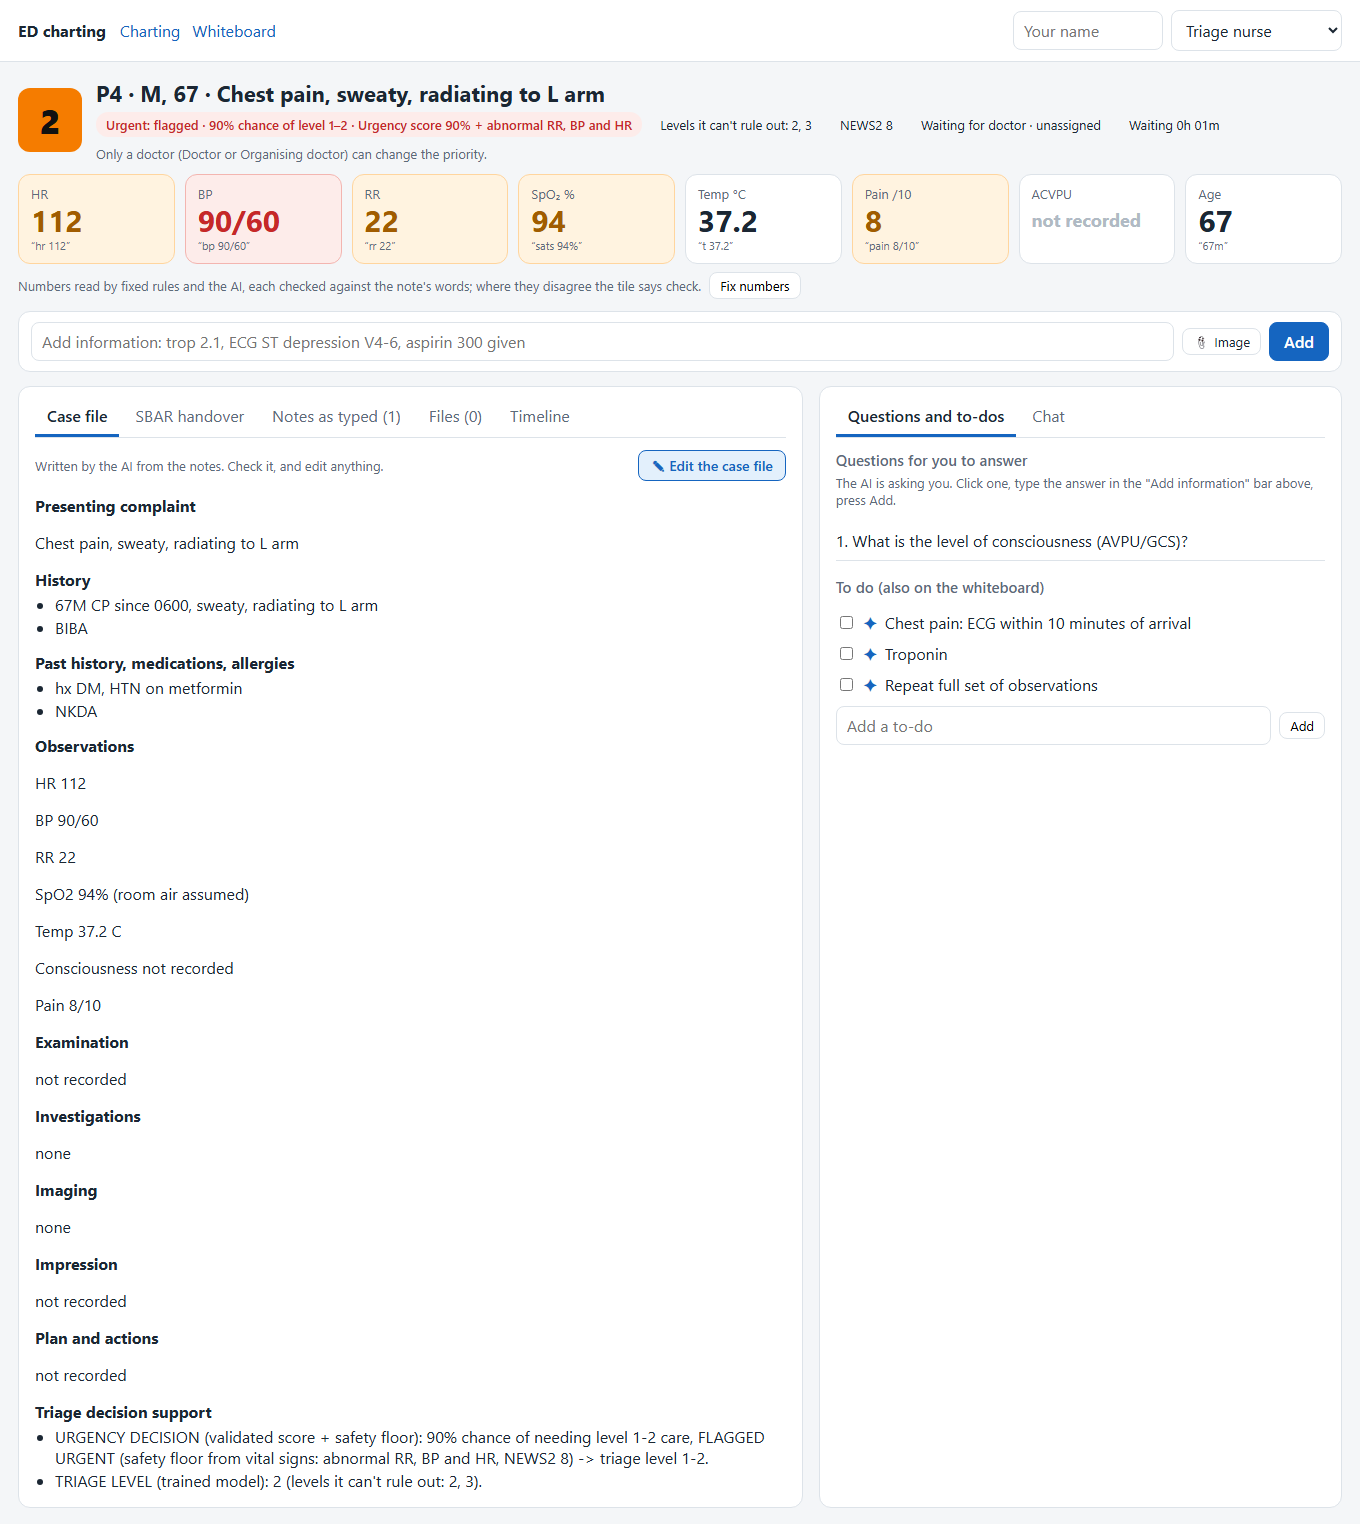 ED charting Charting Whiteboard Your name Triage nurse
2
P4 · M, 67 · Chest pain, sweaty, radiating to L arm
Urgent: flagged · 90% chance of level 1–2 · Urgency score 90% + abnormal RR, BP and HR Levels it can't rule out: 2, 3 NEWS2 8 Waiting for doctor · unassigned Waiting 0h 01m
Only a doctor (Doctor or Organising doctor) can change the priority.
HR
112
"hr 112"
BP
90/60
"bp 90/60"
RR
22
"rr 22"
SpO₂ %
94
"sats 94%"
Temp °C
37.2
"t 37.2"
Pain /10
8
"pain 8/10"
ACVPU
not recorded
Age
67
"67m"
Numbers read by fixed rules and the AI, each checked against the note's words; where they disagree the tile says check. Fix numbers
Add information: trop 2.1, ECG ST depression V4-6, aspirin 300 given Image Add
Case file SBAR handover Notes as typed (1) Files (0) Timeline
Written by the AI from the notes. Check it, and edit anything. Edit the case file
Presenting complaint
Chest pain, sweaty, radiating to L arm
History
67M CP since 0600, sweaty, radiating to L arm
BIBA
Past history, medications, allergies
hx DM, HTN on metformin
NKDA
Observations
HR 112
BP 90/60
RR 22
SpO2 94% (room air assumed)
Temp 37.2 C
Consciousness not recorded
Pain 8/10
Examination
not recorded
Investigations
none
Imaging
none
Impression
not recorded
Plan and actions
not recorded
Triage decision support
URGENCY DECISION (validated score + safety floor): 90% chance of needing level 1-2 care, FLAGGED
URGENT (safety floor from vital signs: abnormal RR, BP and HR, NEWS2 8) -> triage level 1-2.
TRIAGE LEVEL (trained model): 2 (levels it can't rule out: 2, 3).
Questions and to-dos Chat
Questions for you to answer
The AI is asking you. Click one, type the answer in the "Add information" bar above,
press Add.
1. What is the level of consciousness (AVPU/GCS)?
To do (also on the whiteboard)
Chest pain: ECG within 10 minutes of arrival
Troponin
Repeat full set of observations
Add a to-do Add